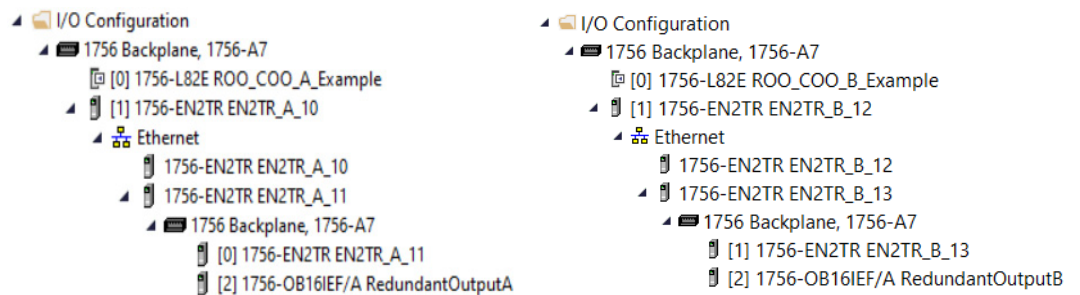 I/O Configuration
1756 Backplane, 1756-A7
[0] 1756-L82E ROO_COO_A_Example
[1] 1756-EN2TR EN2TR_A_10
Ethernet
1756-EN2TR EN2TR_A_10
1756-EN2TR EN2TR_A_11
1756 Backplane, 1756-A7
[0] 1756-EN2TR EN2TR_A_11
[2] 1756-OB16IEF/A RedundantOutputA
I/O Configuration
1756 Backplane, 1756-A7
[0] 1756-L82E ROO_COO_B_Example
[1] 1756-EN2TR EN2TR_B_12
Ethernet
1756-EN2TR EN2TR_B_12
1756-EN2TR EN2TR_B_13
1756 Backplane, 1756-A7
[1] 1756-EN2TR EN2TR_B_13
[2] 1756-OB16IEF/A RedundantOutputB